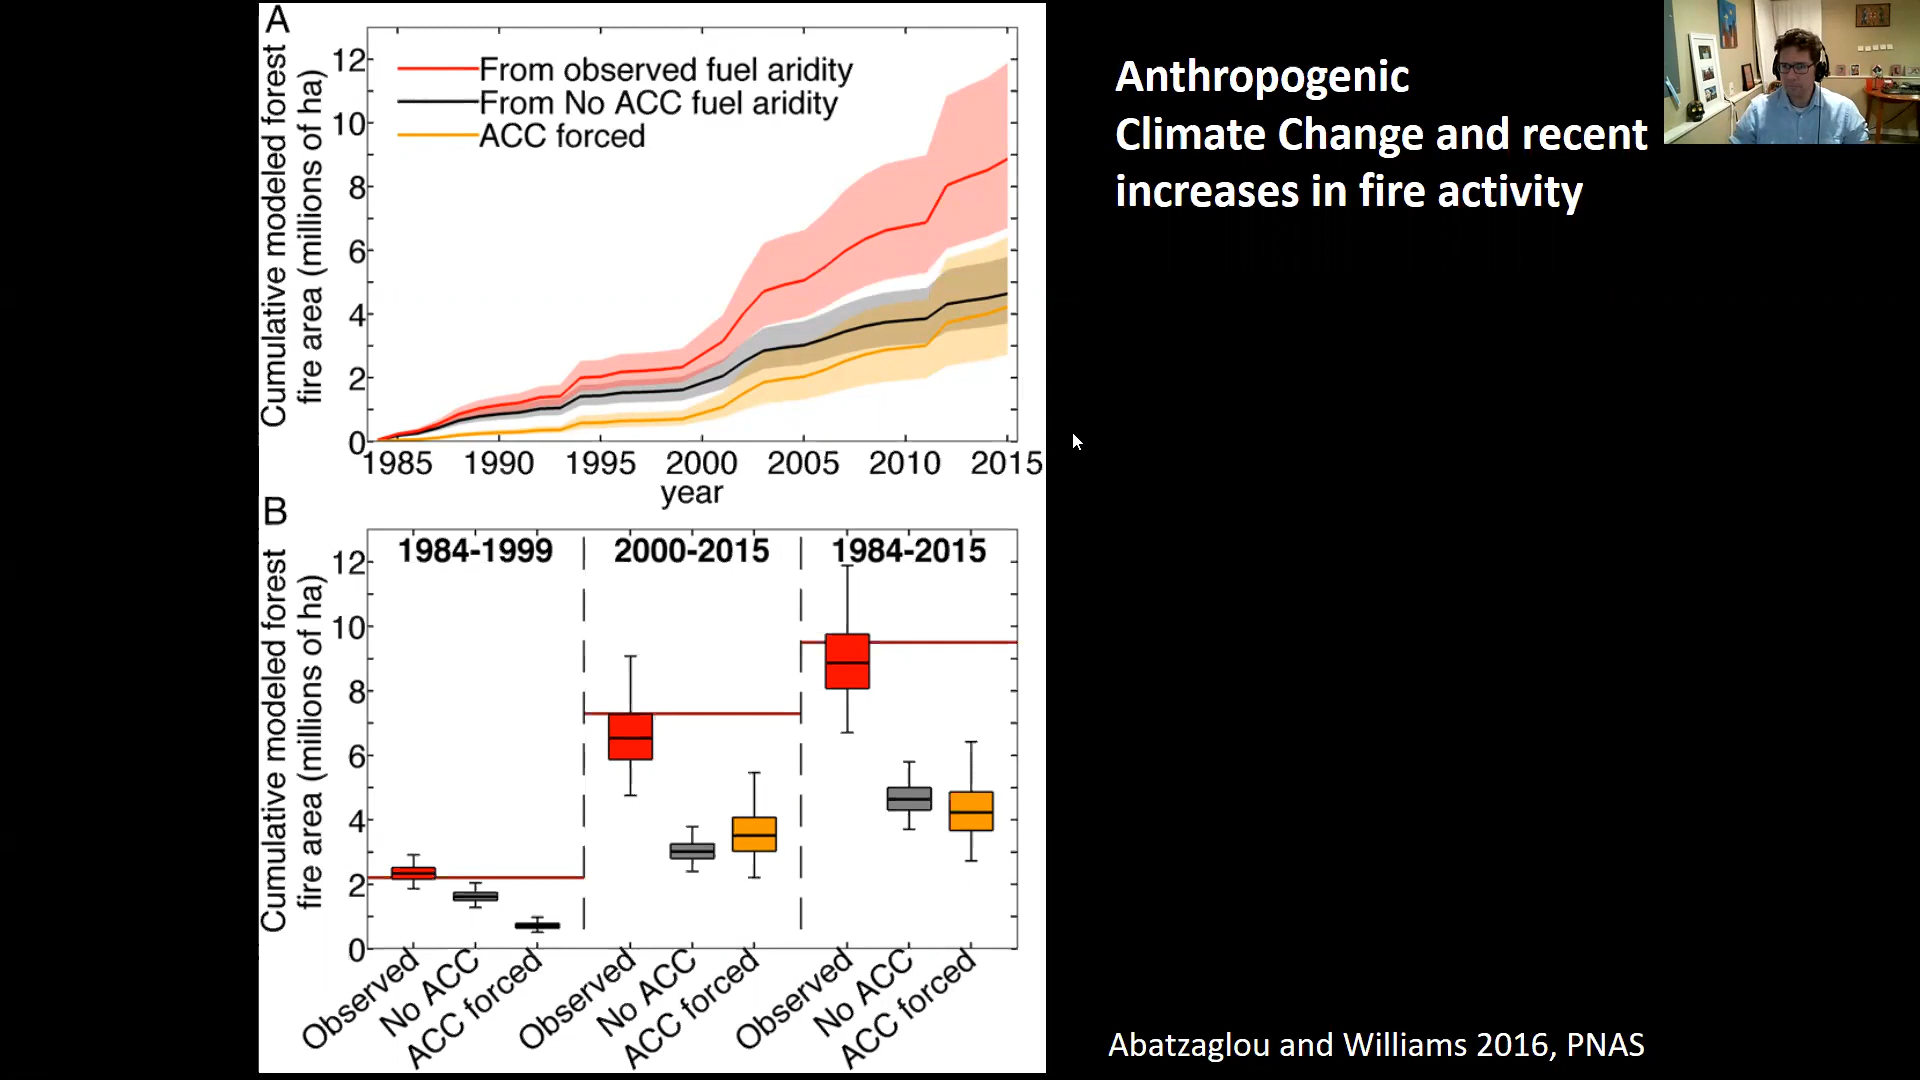 A
Cumulative modeled forest
fire area (millions of ha)
12
10
8
6
4
2
0
From observed fuel aridity
From No ACC fuel aridity
ACC forced
1985 1990 1995 2000 2005 2010 2015
year
B
Cumulative modeled forest
fire area (millions of ha)
12
10
8
6
4
2
0
1984-1999 2000-2015 1984-2015
Observed No ACC ACC forced Observed No ACC ACC forced Observed No ACC ACC forced
Anthropogenic
Climate Change and recent
increases in fire activity
Abatzaglou and Williams 2016, PNAS